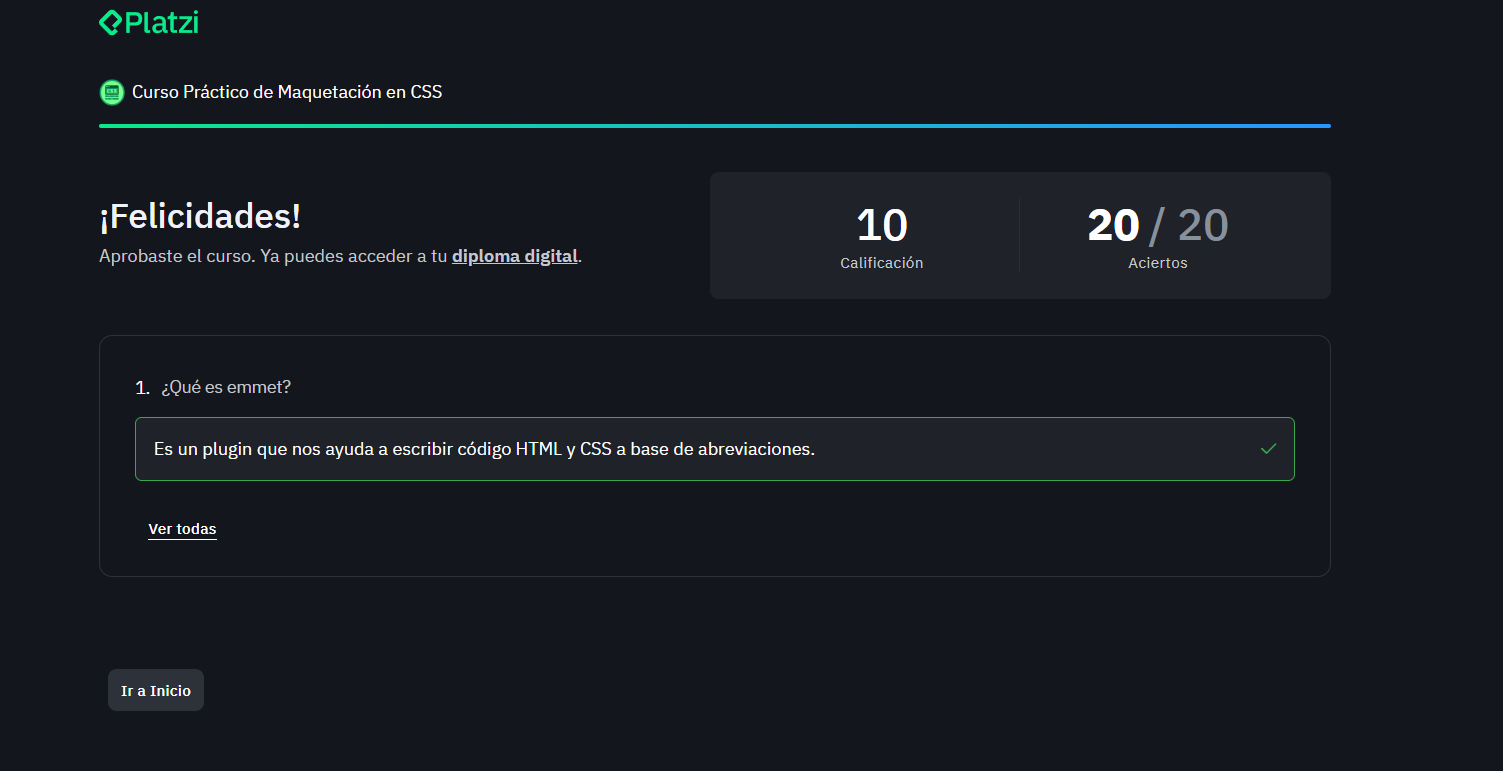 Platzi
Curso Práctico de Maquetación en CSS
¡Felicidades!
Aprobaste el curso. Ya puedes acceder a tu diploma digital.
10
Calificación
20 / 20
Aciertos
1. ¿Qué es emmet?
Es un plugin que nos ayuda a escribir código HTML y CSS a base de abreviaciones.
Ver todas
Ir a Inicio